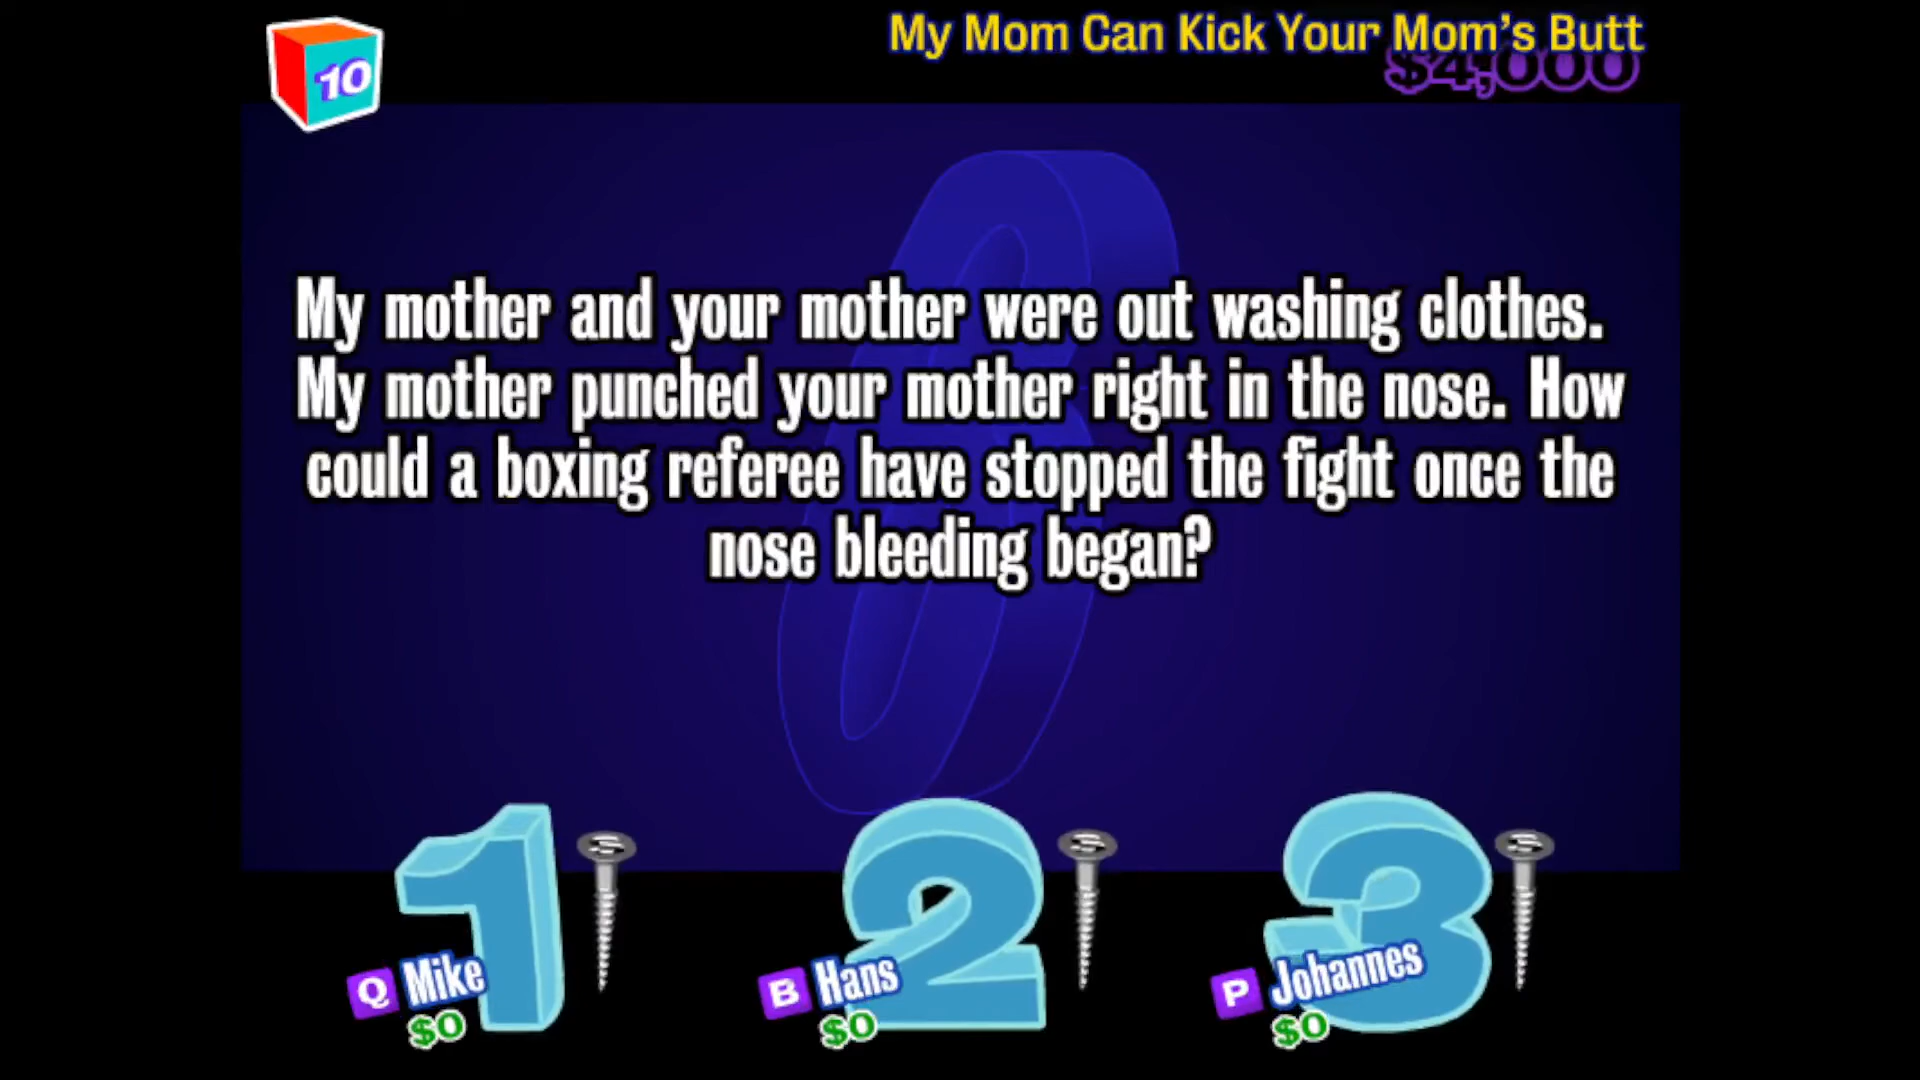 10
My Mom Can Kick Your Mom's Butt
$4,000
My mother and your mother were out washing clothes.
My mother punched your mother right in the nose. How
could a boxing referee have stopped the fight once the
nose bleeding began?
1
2
3
Q Mike
B Hans
P Johannes
$0
$0
$0